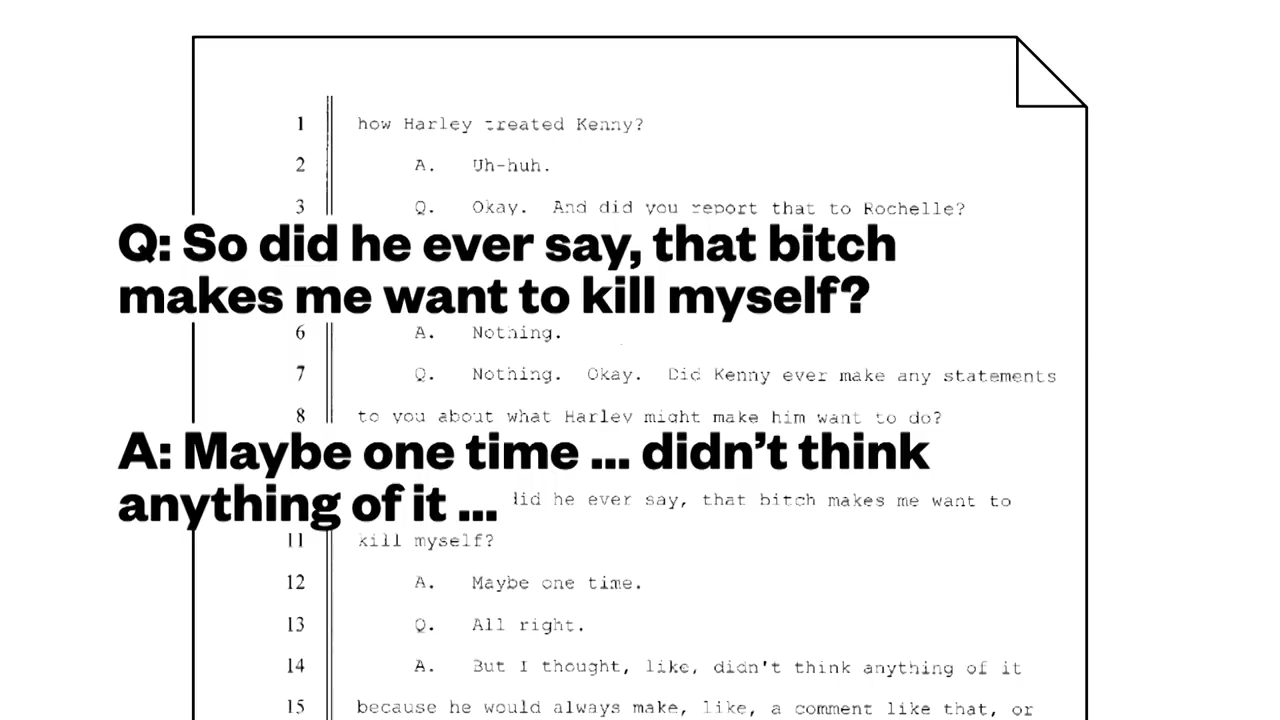 1 how Harley treated Kenny?
2 A. Uh-huh.
3 Q. Okay. And did you report that to Rochelle?
Q: So did he ever say, that bitch
makes me want to kill myself?
6 A. Nothing.
7 Q. Nothing. Okay. Did Kenny ever make any statements
8 to you about what Harley might make him want to do?
A: Maybe one time ... didn't think
anything of it ...
did he ever say, that bitch makes me want to
11 kill myself?
12 A. Maybe one time.
13 Q. All right.
14 A. But I thought, like, didn't think anything of it
15 because he would always make, like, a comment like that, or